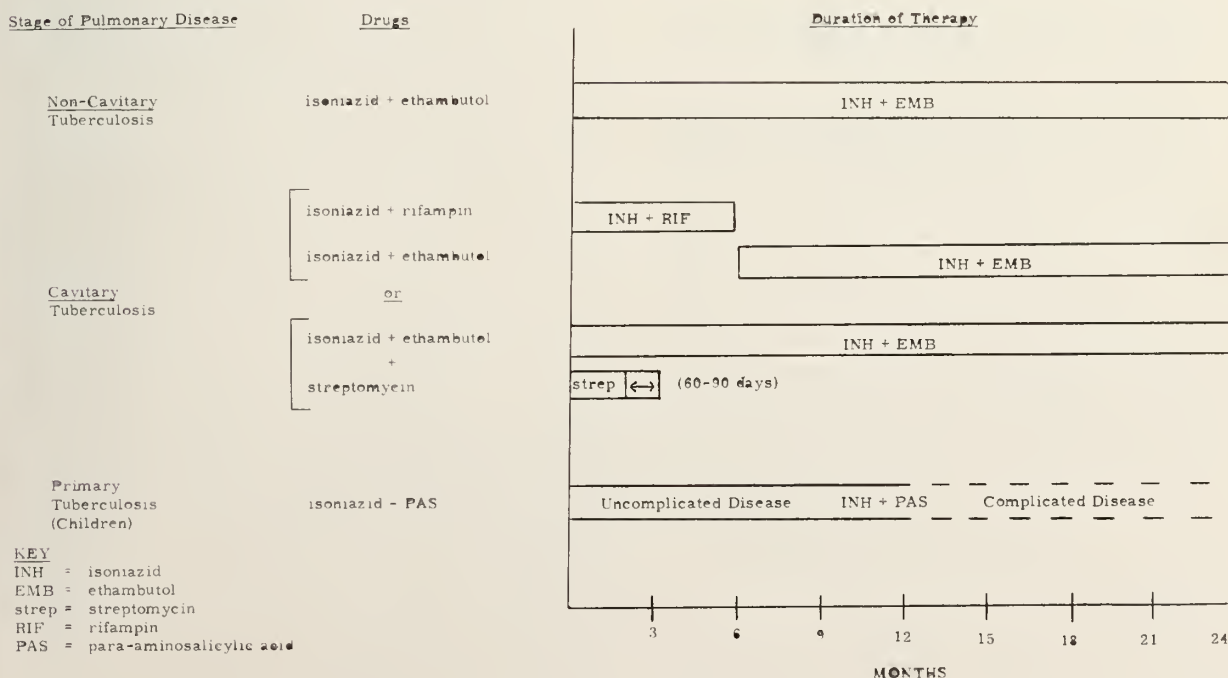 Stage of Pulmonary Disease Drugs Duration of Therapy
Non-Cavitary
Tuberculosis
isoniazid + ethambutol
INH + EMB
isoniazid + rifampin
INH + RIF
isoniazid + ethambutol
INH + EMB
Cavitary
Tuberculosis
or
isoniazid + ethambutol
+
streptomycin
INH + EMB
strep ↔ (60-90 days)
Primary
Tuberculosis
(Children)
isoniazid - PAS
Uncomplicated Disease INH + PAS Complicated Disease
KEY
INH = isoniazid
EMB = ethambutol
strep = streptomycin
RIF = rifampin
PAS = para-aminosalicylic acid
3 6 9 12 15 18 21 24
MONTHS